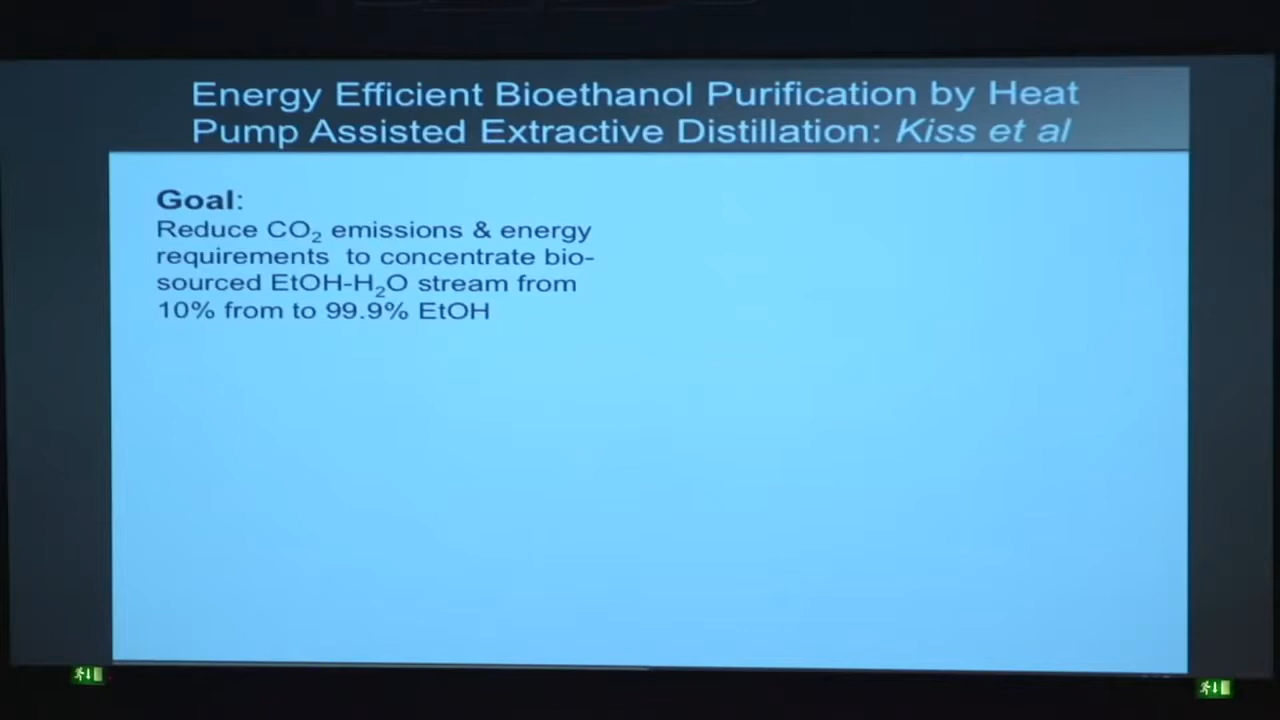 Energy Efficient Bioethanol Purification by Heat
Pump Assisted Extractive Distillation: Kiss et al
Goal:
Reduce CO₂ emissions & energy
requirements to concentrate bio-
sourced EtOH-H₂O stream from
10% from to 99.9% EtOH